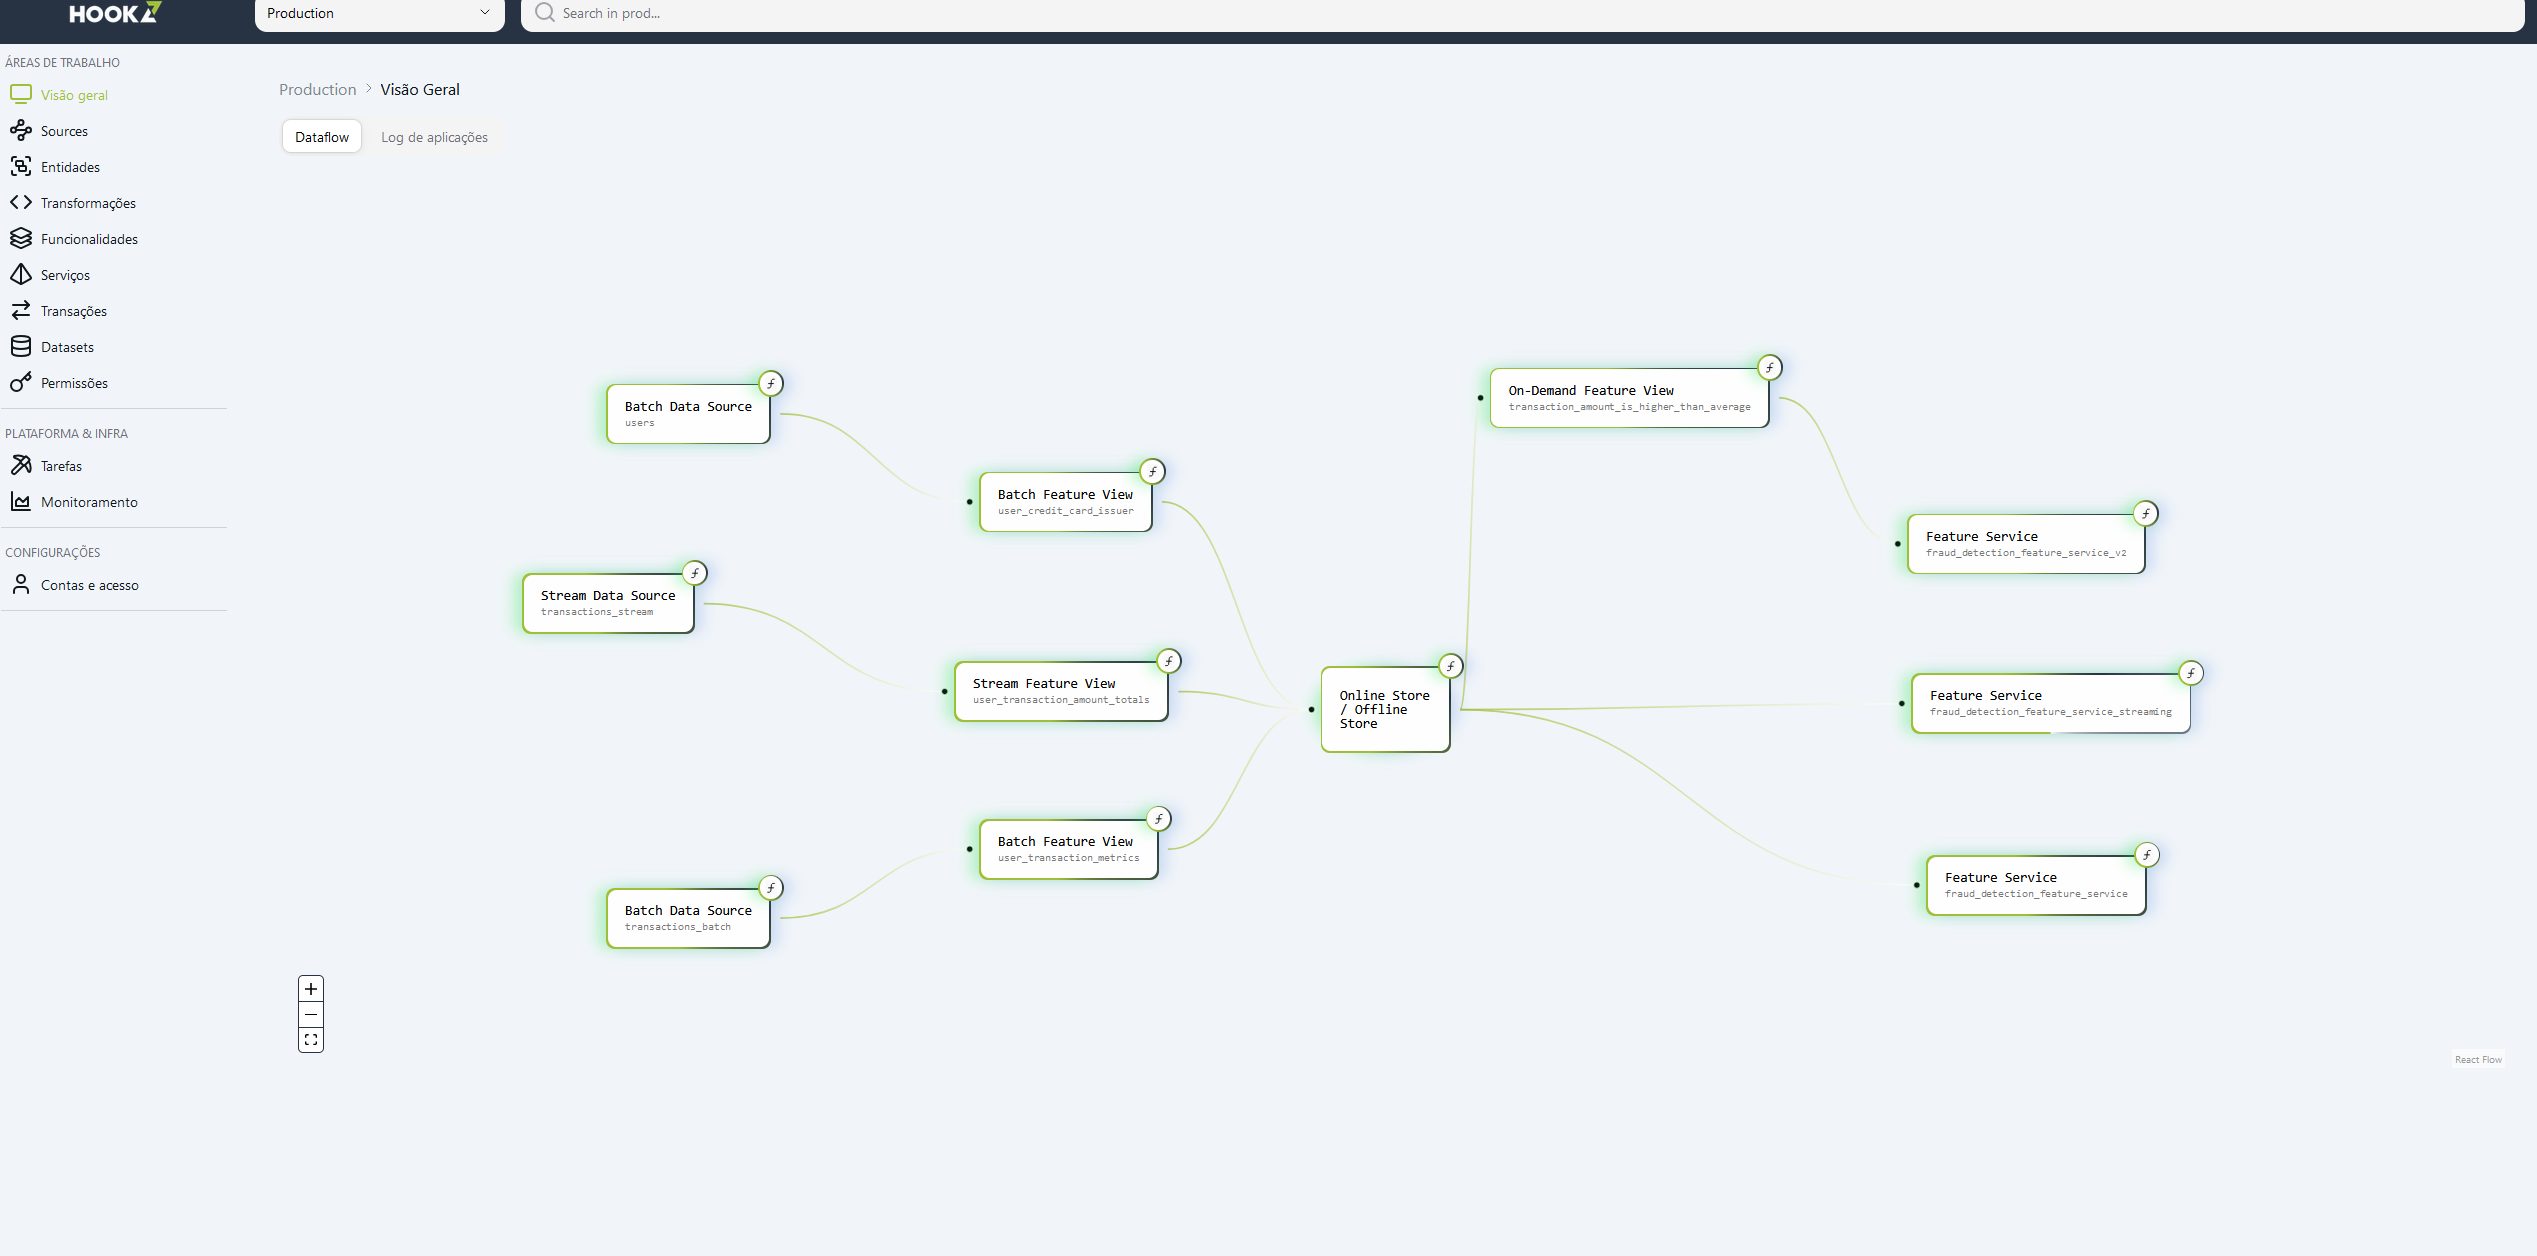 HOOK
Production
Search in prod...
ÁREAS DE TRABALHO
Visão geral
Sources
Entidades
Transformações
Funcionalidades
Serviços
Transações
Datasets
Permissões
PLATAFORMA & INFRA
Tarefas
Monitoramento
CONFIGURAÇÕES
Contas e acesso
Production > Visão Geral
Dataflow
Log de aplicações
Batch Data Source
users
Stream Data Source
transactions_stream
Batch Data Source
transactions_batch
Batch Feature View
user_credit_card_issuer
Stream Feature View
user_transaction_amount_totals
Batch Feature View
user_transaction_metrics
Online Store
/ Offline
Store
On-Demand Feature View
transaction_amount_is_higher_than_average
Feature Service
fraud_detection_feature_service_v2
Feature Service
fraud_detection_feature_service_streaming
Feature Service
fraud_detection_feature_service
React Flow